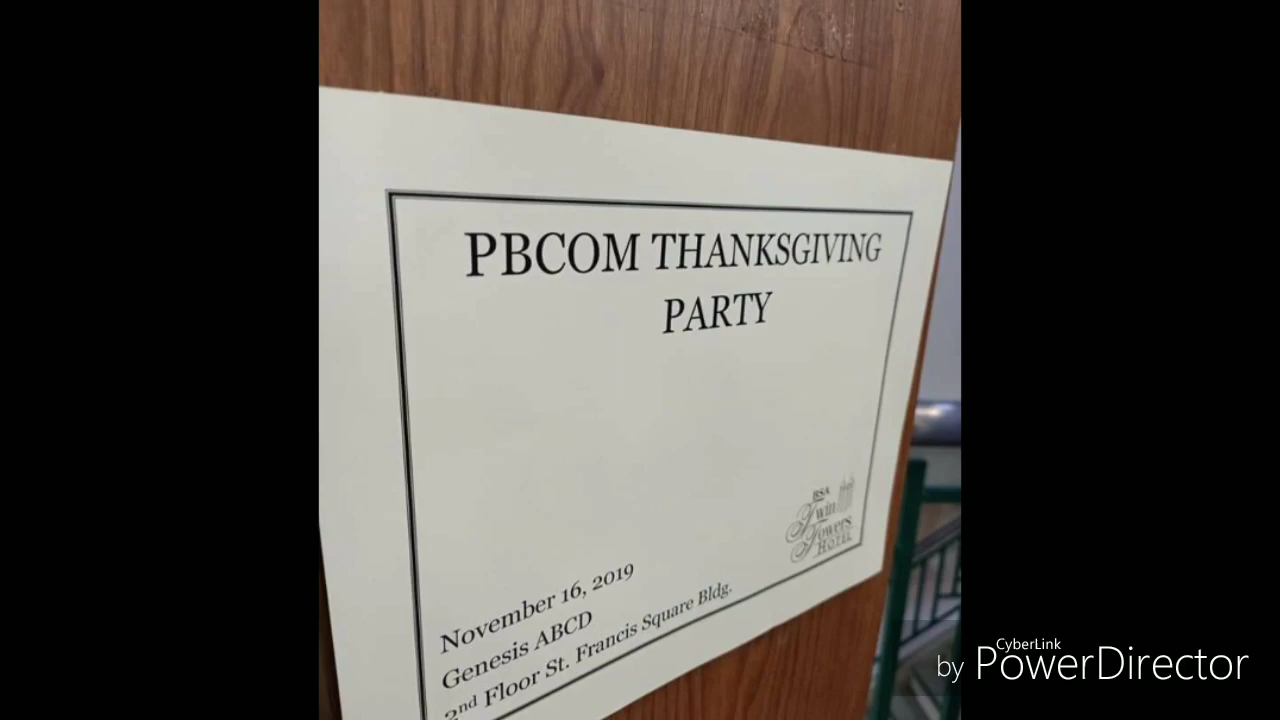 PBCOM THANKSGIVING
PARTY
BSA
Twin
Towers
HOTEL
November 16, 2019
Genesis ABCD
2nd Floor St. Francis Square Bldg.
CyberLink
by PowerDirector